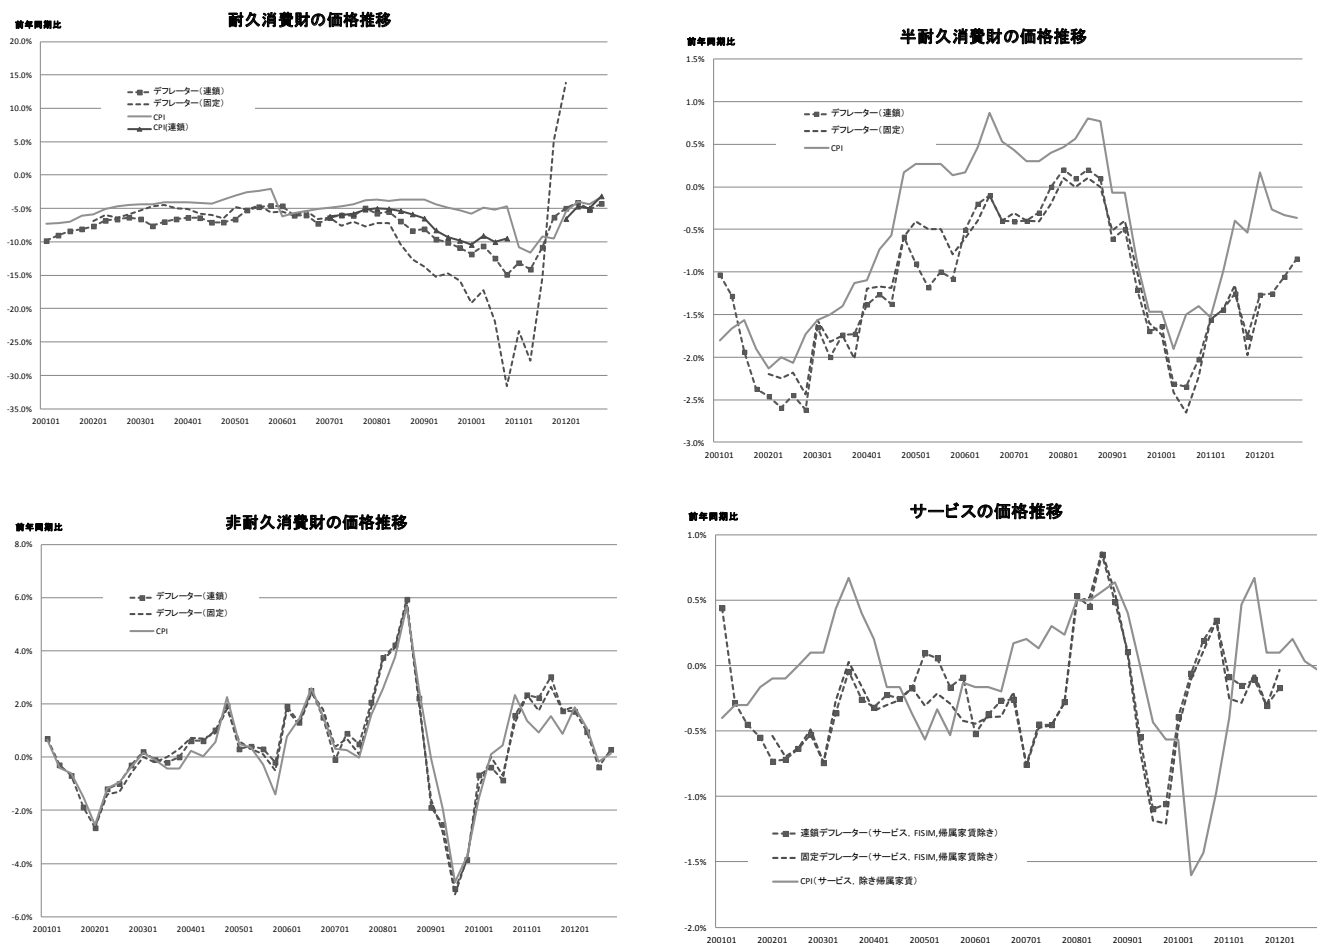 耐久消費財の価格推移
前年同期比
20.0%
15.0%
10.0%
5.0%
0.0%
-5.0%
-10.0%
-15.0%
-20.0%
-25.0%
-30.0%
-35.0%
デフレーター（連鎖）
デフレーター（固定）
CPI
CPI(連鎖）
200101 200201 200301 200401 200501 200601 200701 200801 200901 201001 201101 201201
半耐久消費財の価格推移
前年同期比
1.5%
1.0%
0.5%
0.0%
-0.5%
-1.0%
-1.5%
-2.0%
-2.5%
-3.0%
デフレーター（連鎖）
デフレーター（固定）
CPI
200101 200201 200301 200401 200501 200601 200701 200801 200901 201001 201101 201201
非耐久消費財の価格推移
前年同期比
8.0%
6.0%
4.0%
2.0%
0.0%
-2.0%
-4.0%
-6.0%
デフレーター（連鎖）
デフレーター（固定）
CPI
200101 200201 200301 200401 200501 200601 200701 200801 200901 201001 201101 201201
サービスの価格推移
前年同期比
1.0%
0.5%
0.0%
-0.5%
-1.0%
-1.5%
-2.0%
連鎖デフレーター（サービス，FISIM,帰属家賃除き）
固定デフレーター（サービス，FISIM,帰属家賃除き）
CPI（サービス，除き帰属家賃）
200101 200201 200301 200401 200501 200601 200701 200801 200901 201001 201101 201201